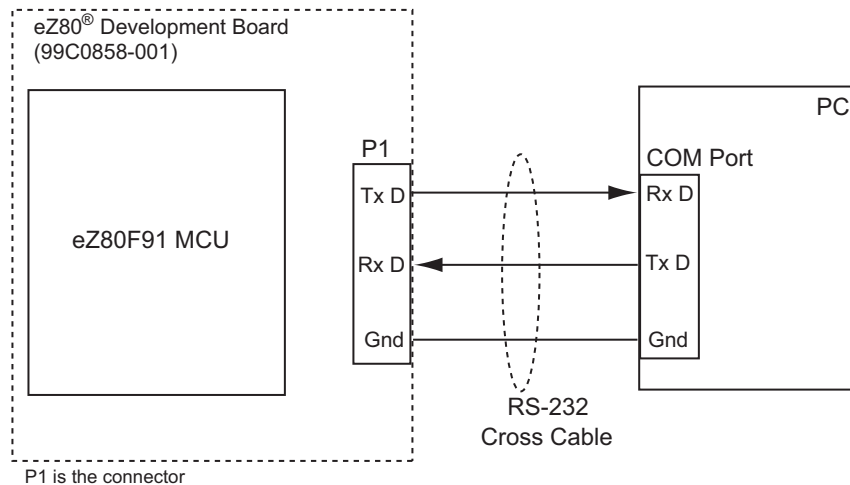 eZ80® Development Board
(99C0858-001)
PC
P1
COM Port
Tx D
Rx D
eZ80F91 MCU
Rx D
Tx D
Gnd
Gnd
RS-232
Cross Cable
P1 is the connector